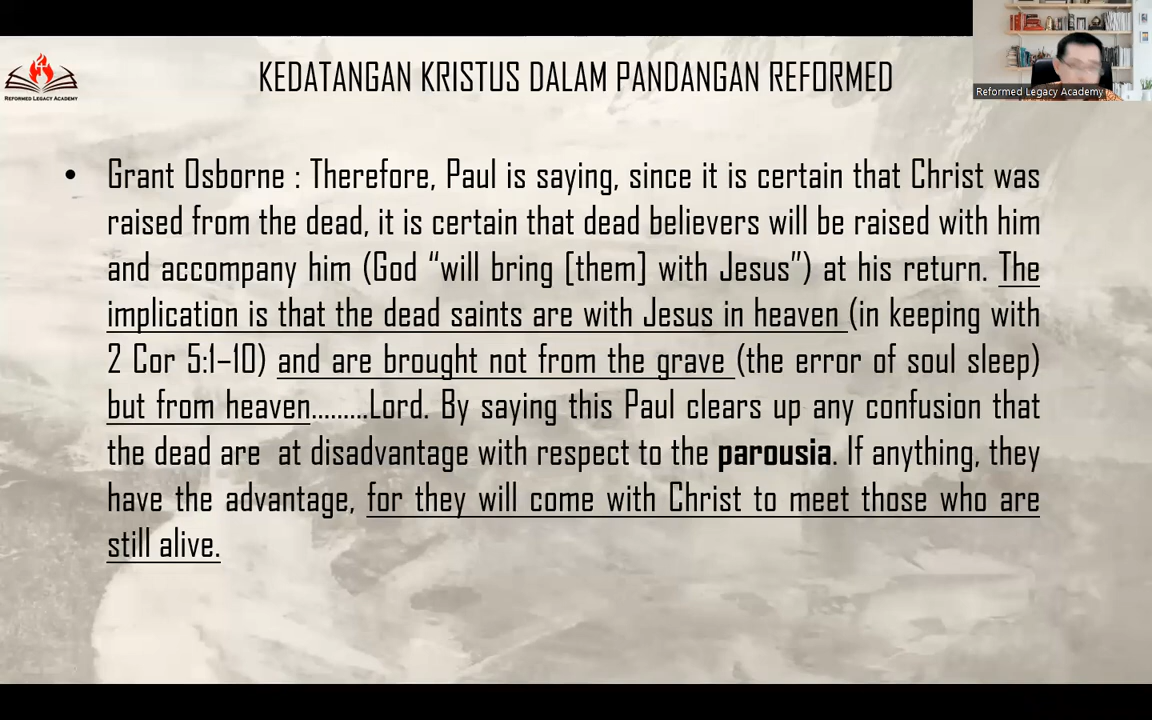 KEDATANGAN KRISTUS DALAM PANDANGAN REFORMED
REFORMED LEGACY ACADEMY
Reformed Legacy Academy
• Grant Osborne : Therefore, Paul is saying, since it is certain that Christ was
raised from the dead, it is certain that dead believers will be raised with him
and accompany him (God “will bring [them] with Jesus”) at his return. The
implication is that the dead saints are with Jesus in heaven (in keeping with
2 Cor 5:1–10) and are brought not from the grave (the error of soul sleep)
but from heaven.........Lord. By saying this Paul clears up any confusion that
the dead are at disadvantage with respect to the parousia. If anything, they
have the advantage, for they will come with Christ to meet those who are
still alive.